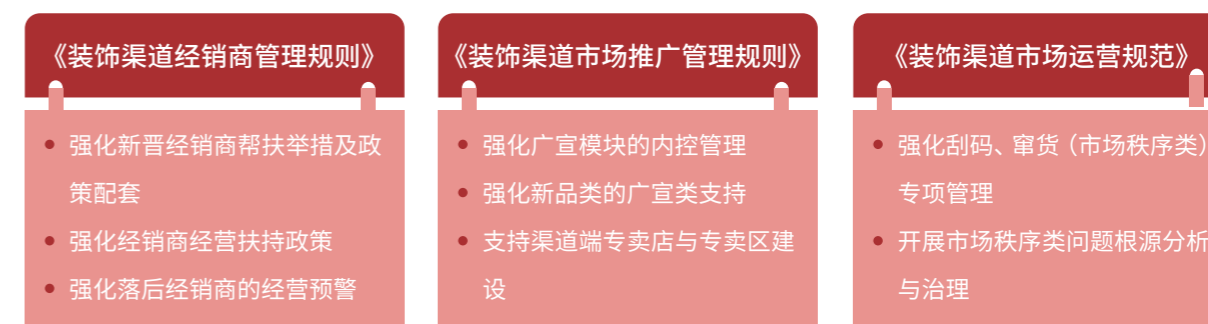 《装饰渠道经销商管理规则》
强化新晋经销商帮扶举措及政
策配套
强化经销商经营扶持政策
强化落后经销商的经营预警
《装饰渠道市场推广管理规则》
强化广宣模块的内控管理
强化新品类的广宣类支持
支持渠道端专卖店与专卖区建
设
《装饰渠道市场运营规范》
强化刮码、窜货（市场秩序类）
专项管理
开展市场秩序类问题根源分析
与治理